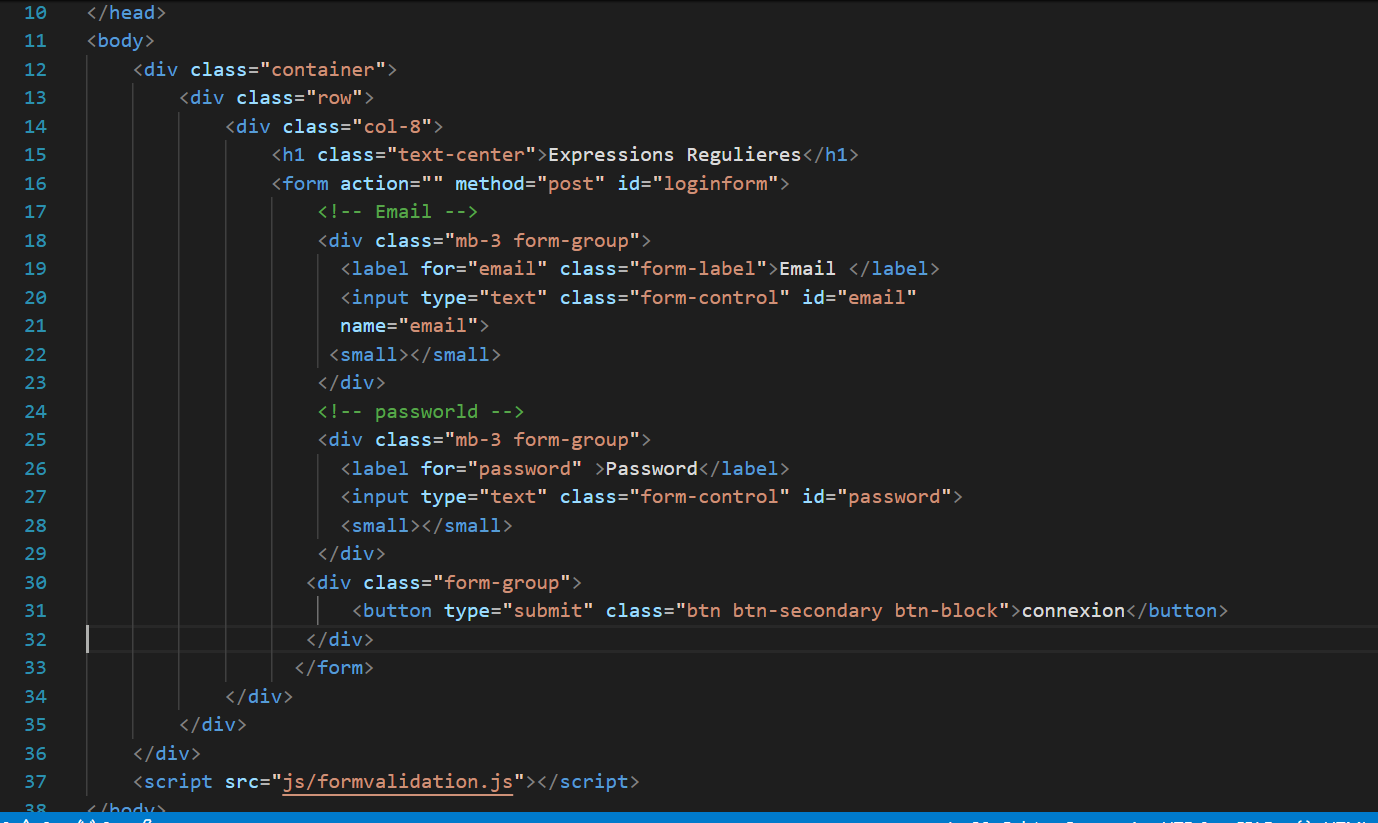 10 </head>
11 <body>
12 <div class="container">
13 <div class="row">
14 <div class="col-8">
15 <h1 class="text-center">Expressions Regulieres</h1>
16 <form action="" method="post" id="loginform">
17 <!-- Email -->
18 <div class="mb-3 form-group">
19 <label for="email" class="form-label">Email </label>
20 <input type="text" class="form-control" id="email"
21 name="email">
22 <small></small>
23 </div>
24 <!-- passworld -->
25 <div class="mb-3 form-group">
26 <label for="password" >Password</label>
27 <input type="text" class="form-control" id="password">
28 <small></small>
29 </div>
30 <div class="form-group">
31 <button type="submit" class="btn btn-secondary btn-block">connexion</button>
32 </div>
33 </form>
34 </div>
35 </div>
36 </div>
37 <script src="js/formvalidation.js"></script>
38 </body>